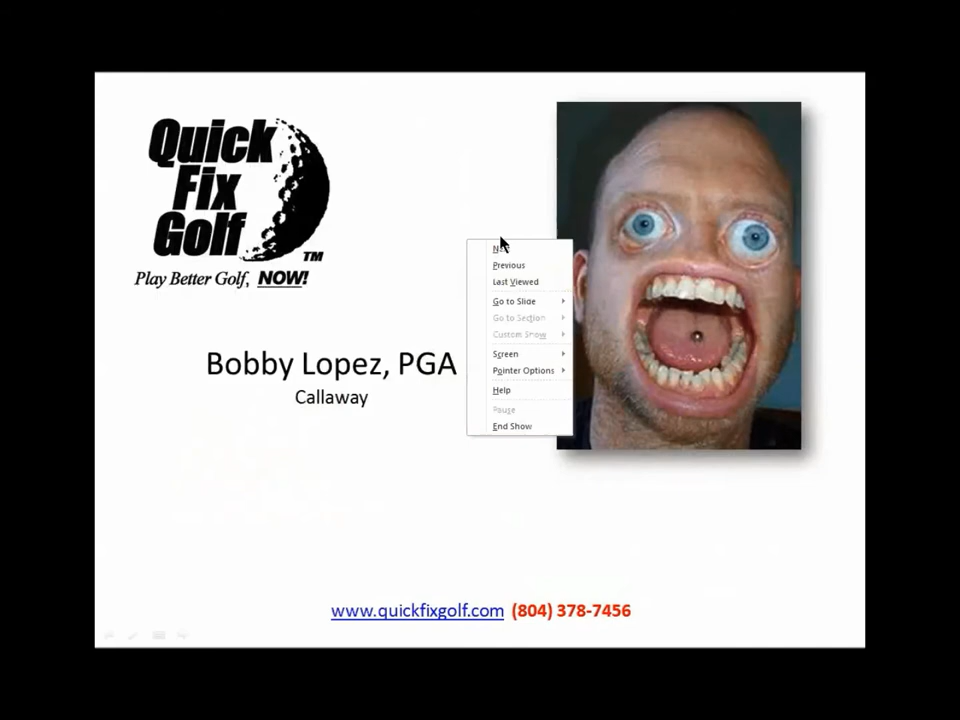 Quick
Fix
Golf
TM
Play Better Golf, NOW!
Bobby Lopez, PGA
Callaway
Previous
Last Viewed
Go to Slide
Go to Section
Custom Show
Screen
Pointer Options
Help
Pause
End Show
www.quickfixgolf.com (804) 378-7456